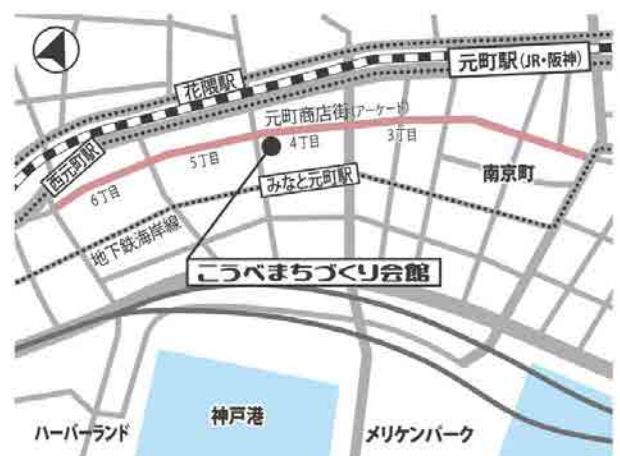 元町駅(JR・阪神)
花隈駅
元町商店街(アーケード)
西元町駅
6丁目
5丁目
4丁目
3丁目
南京町
みなと元町駅
地下鉄海岸線
こうべまちづくり会館
神戸港
ハーバーランド
メリケンパーク